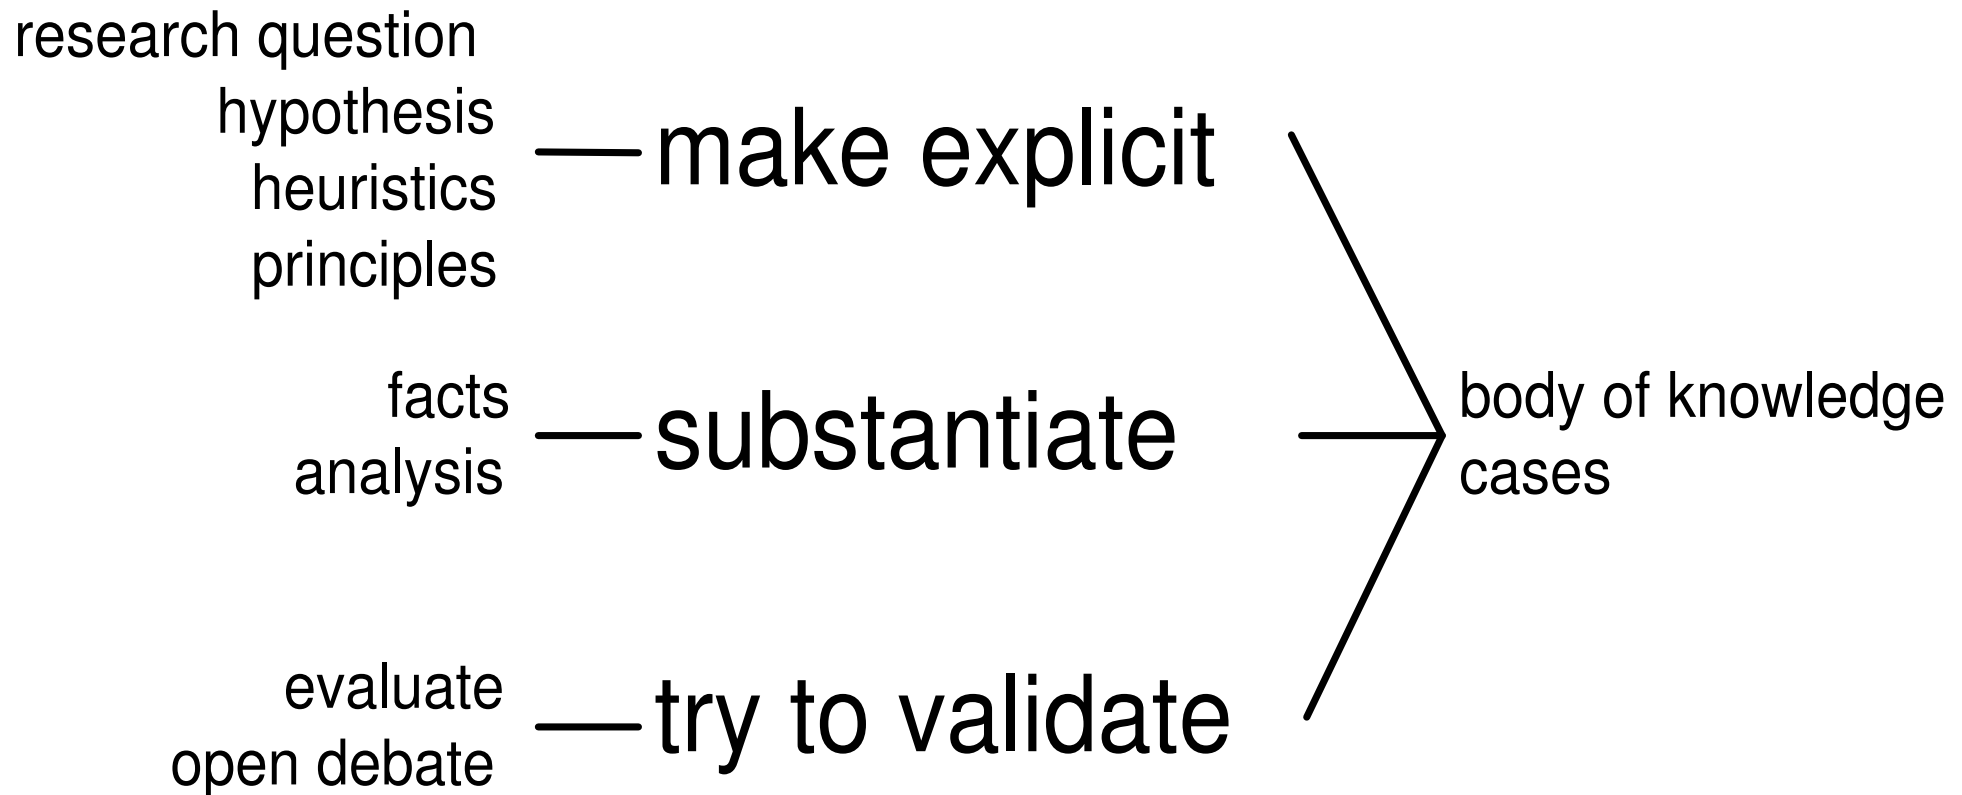 research question
hypothesis
heuristics
principles
make explicit
facts
analysis
substantiate
evaluate
open debate
try to validate
body of knowledge
cases